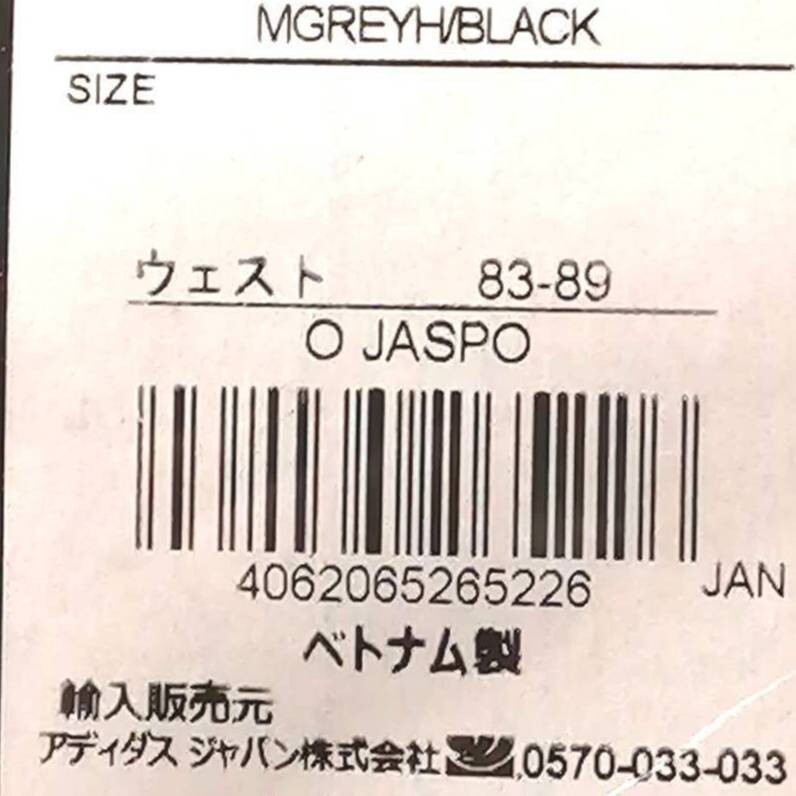 MGREYH/BLACK
SIZE
ウェスト 83-89
O JASPO
4062065265226 JAN
ベトナム製
輸入販売元
アディダス ジャパン株式会社 0570-033-033